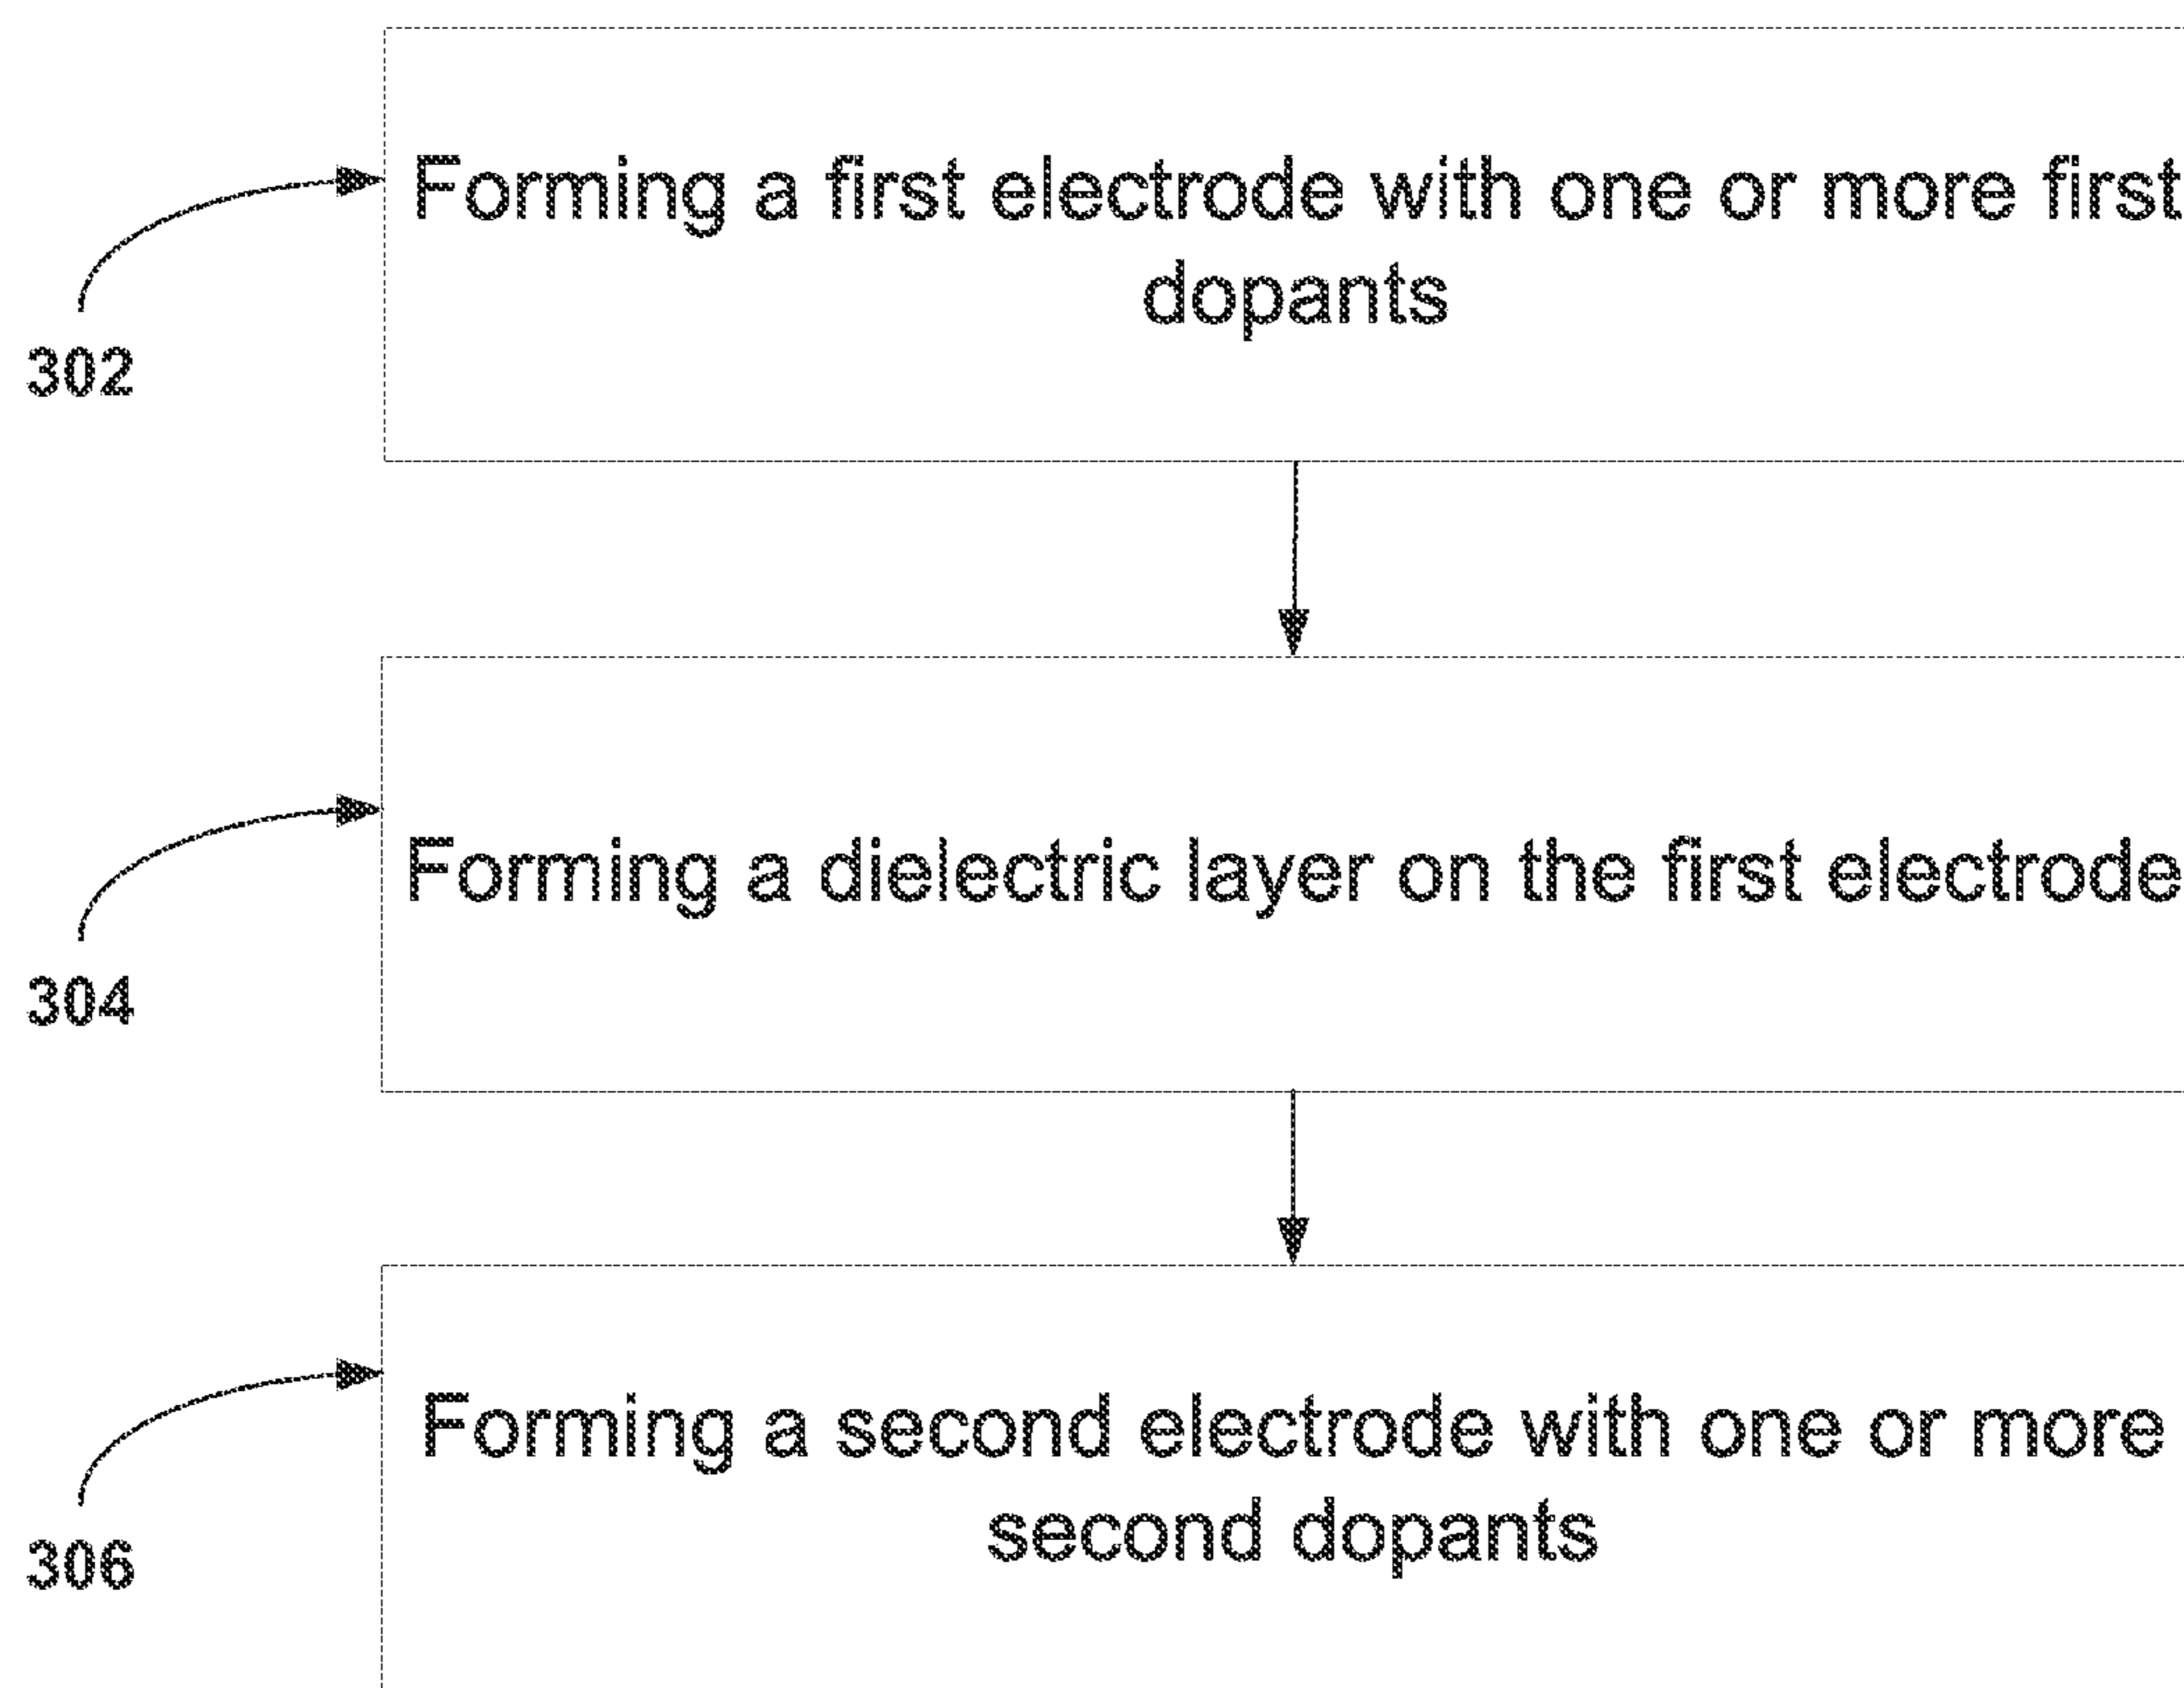 Forming a first electrode with one or more first
dopants
302
Forming a dielectric layer on the first electrode
304
Forming a second electrode with one or more
second dopants
306